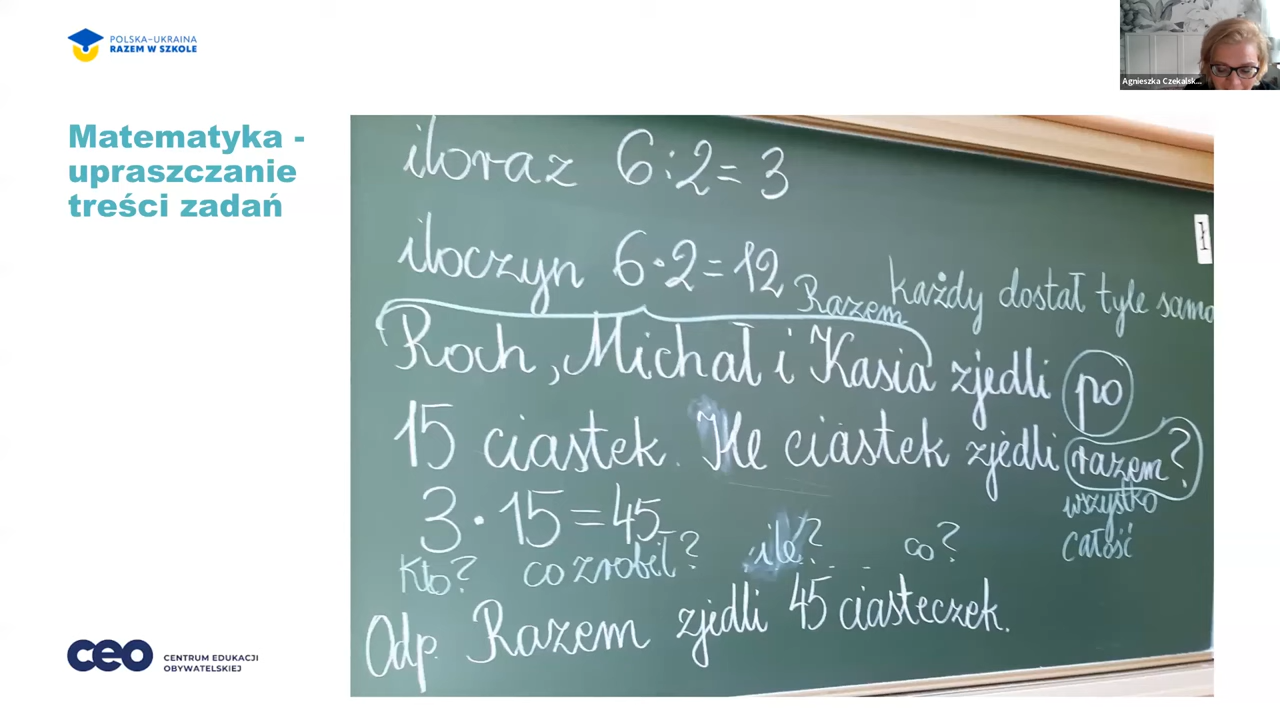 POLSKA-UKRAINA
RAZEM W SZKOLE
Agnieszka Czekalsk...
Matematyka -
upraszczanie
treści zadań
iloraz 6:2=3
iloczyn 6·2=12
Razem każdy dostał tyle samo
Roch, Michał i Kasia zjedli po
15 ciastek. Ile ciastek zjedli razem?
3·15=45
wszystko
całość
Kto? co zrobił? ile? co?
Odp. Razem zjedli 45 ciasteczek.
ł
ceo CENTRUM EDUKACJI
OBYWATELSKIEJ